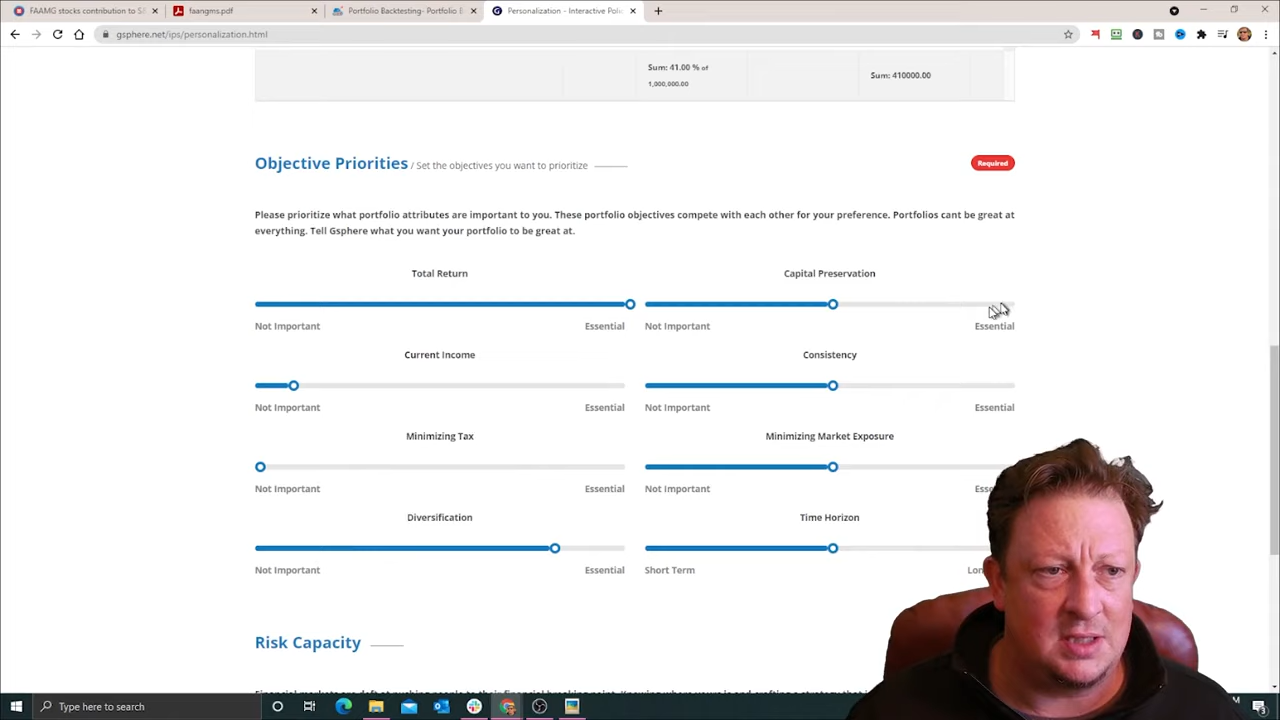 FAAMG stocks contribution to S&
faangms.pdf
Portfolio Backtesting- Portfolio B
Personalization - Interactive Poli
gsphere.net/ips/personalization.html
Sum: 41.00 % of
1,000,000.00
Sum: 410000.00
Objective Priorities / Set the objectives you want to prioritize
Required
Please prioritize what portfolio attributes are important to you. These portfolio objectives compete with each other for your preference. Portfolios cant be great at
everything. Tell Gsphere what you want your portfolio to be great at.
Total Return
Capital Preservation
Not Important
Essential
Not Important
Essential
Current Income
Consistency
Not Important
Essential
Not Important
Essential
Minimizing Tax
Minimizing Market Exposure
Not Important
Essential
Not Important
Diversification
Time Horizon
Not Important
Essential
Short Term
Risk Capacity
Type here to search